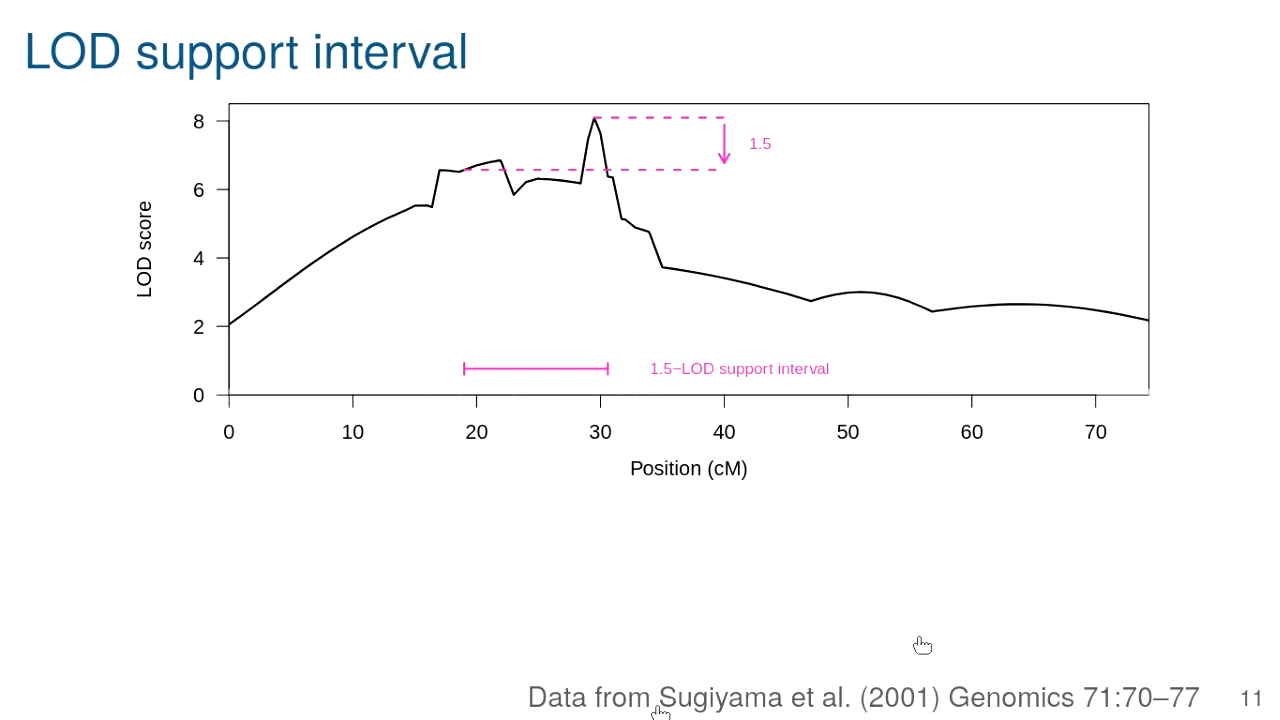 LOD support interval
8
6
4
2
0
LOD score
1.5
1.5−LOD support interval
0 10 20 30 40 50 60 70
Position (cM)
Data from Sugiyama et al. (2001) Genomics 71:70–77
11